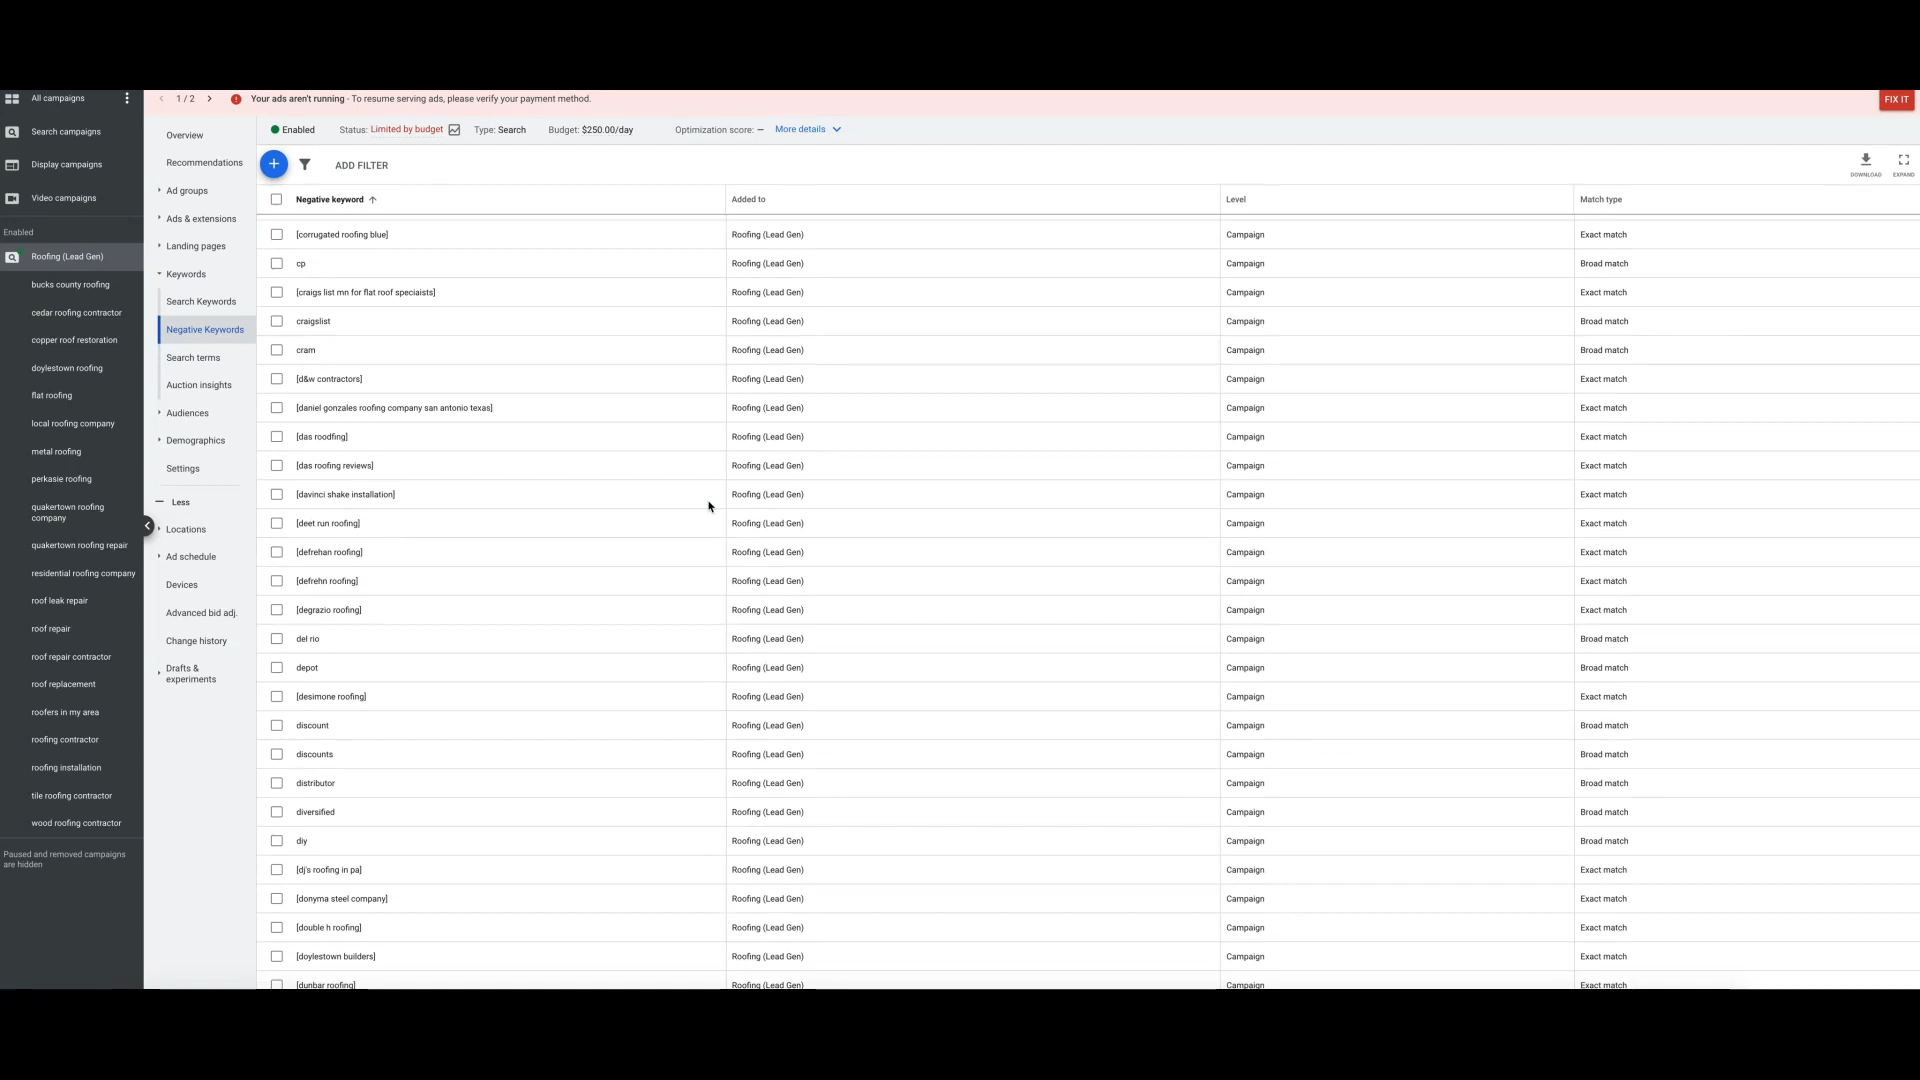 All campaigns
1 / 2
Your ads aren't running - To resume serving ads, please verify your payment method.
FIX IT
Search campaigns
Display campaigns
Video campaigns
Enabled
Roofing (Lead Gen)
bucks county roofing
cedar roofing contractor
copper roof restoration
doylestown roofing
flat roofing
local roofing company
metal roofing
perkasie roofing
quakertown roofing
company
quakertown roofing repair
residential roofing company
roof leak repair
roof repair
roof repair contractor
roof replacement
roofers in my area
roofing contractor
roofing installation
tile roofing contractor
wood roofing contractor
Paused and removed campaigns
are hidden
Overview
Recommendations
Ad groups
Ads & extensions
Landing pages
Keywords
Search Keywords
Negative Keywords
Search terms
Auction insights
Audiences
Demographics
Settings
Less
Locations
Ad schedule
Devices
Advanced bid adj.
Change history
Drafts &
experiments
Enabled Status: Limited by budget Type: Search Budget: $250.00/day Optimization score: – More details
ADD FILTER
DOWNLOAD
EXPAND
Negative keyword Added to Level Match type
[corrugated roofing blue] Roofing (Lead Gen) Campaign Exact match
cp Roofing (Lead Gen) Campaign Broad match
[craigs list mn for flat roof speciaists] Roofing (Lead Gen) Campaign Exact match
craigslist Roofing (Lead Gen) Campaign Broad match
cram Roofing (Lead Gen) Campaign Broad match
[d&w contractors] Roofing (Lead Gen) Campaign Exact match
[daniel gonzales roofing company san antonio texas] Roofing (Lead Gen) Campaign Exact match
[das roodfing] Roofing (Lead Gen) Campaign Exact match
[das roofing reviews] Roofing (Lead Gen) Campaign Exact match
[davinci shake installation] Roofing (Lead Gen) Campaign Exact match
[deet run roofing] Roofing (Lead Gen) Campaign Exact match
[defrehan roofing] Roofing (Lead Gen) Campaign Exact match
[defrehn roofing] Roofing (Lead Gen) Campaign Exact match
[degrazio roofing] Roofing (Lead Gen) Campaign Exact match
del rio Roofing (Lead Gen) Campaign Broad match
depot Roofing (Lead Gen) Campaign Broad match
[desimone roofing] Roofing (Lead Gen) Campaign Exact match
discount Roofing (Lead Gen) Campaign Broad match
discounts Roofing (Lead Gen) Campaign Broad match
distributor Roofing (Lead Gen) Campaign Broad match
diversified Roofing (Lead Gen) Campaign Broad match
diy Roofing (Lead Gen) Campaign Broad match
[dj's roofing in pa] Roofing (Lead Gen) Campaign Exact match
[donyma steel company] Roofing (Lead Gen) Campaign Exact match
[double h roofing] Roofing (Lead Gen) Campaign Exact match
[doylestown builders] Roofing (Lead Gen) Campaign Exact match
[dunbar roofing] Roofing (Lead Gen) Campaign Exact match